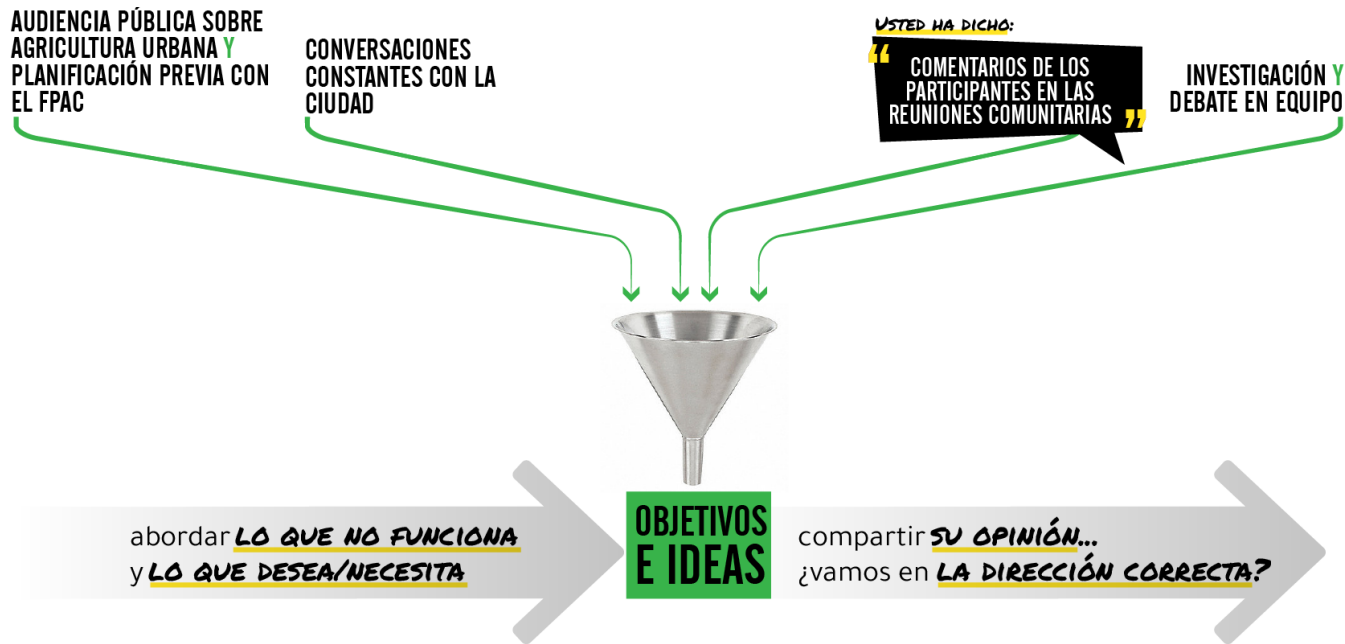 AUDIENCIA PÚBLICA SOBRE
AGRICULTURA URBANA Y
PLANIFICACIÓN PREVIA CON
EL FPAC
CONVERSACIONES
CONSTANTES CON LA
CIUDAD
USTED HA DICHO:
“ COMENTARIOS DE LOS
PARTICIPANTES EN LAS
REUNIONES COMUNITARIAS ”
INVESTIGACIÓN Y
DEBATE EN EQUIPO
abordar LO QUE NO FUNCIONA
y LO QUE DESEA/NECESITA
OBJETIVOS
E IDEAS
compartir SU OPINIÓN...
¿vamos en LA DIRECCIÓN CORRECTA?